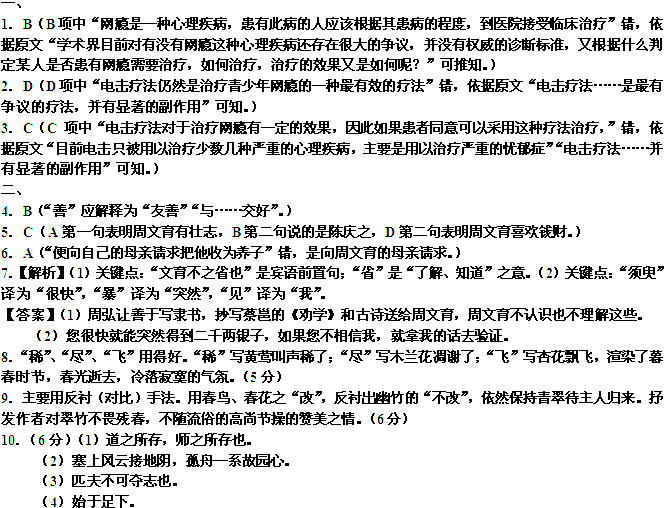 一、
1．B（B项中“网瘾是一种心理疾病，患有此病的人应该根据其患病的程度，到医院接受临床治疗”错，依
据原文“学术界目前对有没有网瘾这种心理疾病还存在很大的争议，并没有权威的诊断标准，又根据什么判
定某人是否患有网瘾需要治疗，如何治疗，治疗的效果又是如何呢？”可推知。）
2．D（D项中“电击疗法仍然是治疗青少年网瘾的一种最有效的疗法”错，依据原文“电击疗法……是最有
争议的疗法，并有显著的副作用”可知。）
3．C（C 项中“电击疗法对于治疗网瘾有一定的效果，因此如果患者同意可以采用这种疗法治疗，”错，依
据原文“目前电击只被用以治疗少数几种严重的心理疾病，主要是用以治疗严重的忧郁症”“电击疗法……并
有显著的副作用”可知。）
二、
4．B（“善”应解释为“友善”“与……交好”。）
5．C（A第一句表明周文育有壮志，B第二句说的是陈庆之，D第二句表明周文育喜欢钱财。）
6．A（“便向自己的母亲请求把他收为养子”错，是向周文育的母亲请求。）
7.【解析】（1）关键点：“文育不之省也”是宾语前置句；“省”是“了解、知道”之意。（2）关键点：“须臾”
译为“很快”，“暴”译为“突然”，“见”译为“我”。
【答案】（1）周弘让善于写隶书，抄写蔡邕的《劝学》和古诗送给周文育，周文育不认识也不理解这些。
（2）您很快就能突然得到二千两银子，如果您不相信我，就拿我的话去验证。
8．“稀”、“尽”、“飞”用得好。“稀”写黄莺叫声稀了；“尽”写木兰花凋谢了；“飞”写杏花飘飞，渲染了暮
春时节，春光逝去，冷落寂寞的气氛。（5分）
9．主要用反衬（对比）手法。用春鸟、春花之“改”，反衬出幽竹的“不改”，依然保持青翠待主人归来。抒
发作者对翠竹不畏残春，不随流俗的高尚节操的赞美之情。（6分）
10．（6分）（1）道之所存，师之所存也。
（2）塞上风云接地阴，孤舟一系故园心。
（3）匹夫不可夺志也。
（4）始于足下。